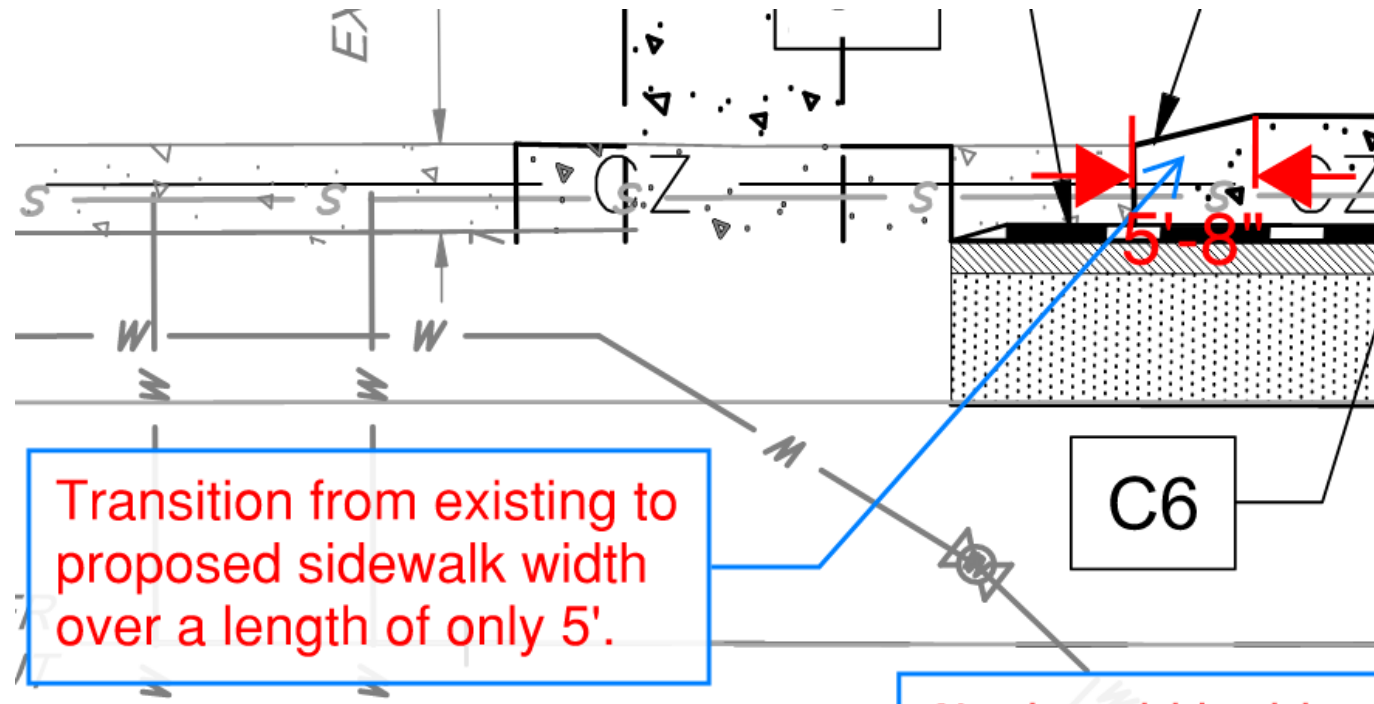 EX
CZ
S
S
S
S
S
CZ
5'-8"
W
W
W
W
W
W
C6
Transition from existing to
proposed sidewalk width
over a length of only 5'.
W
W